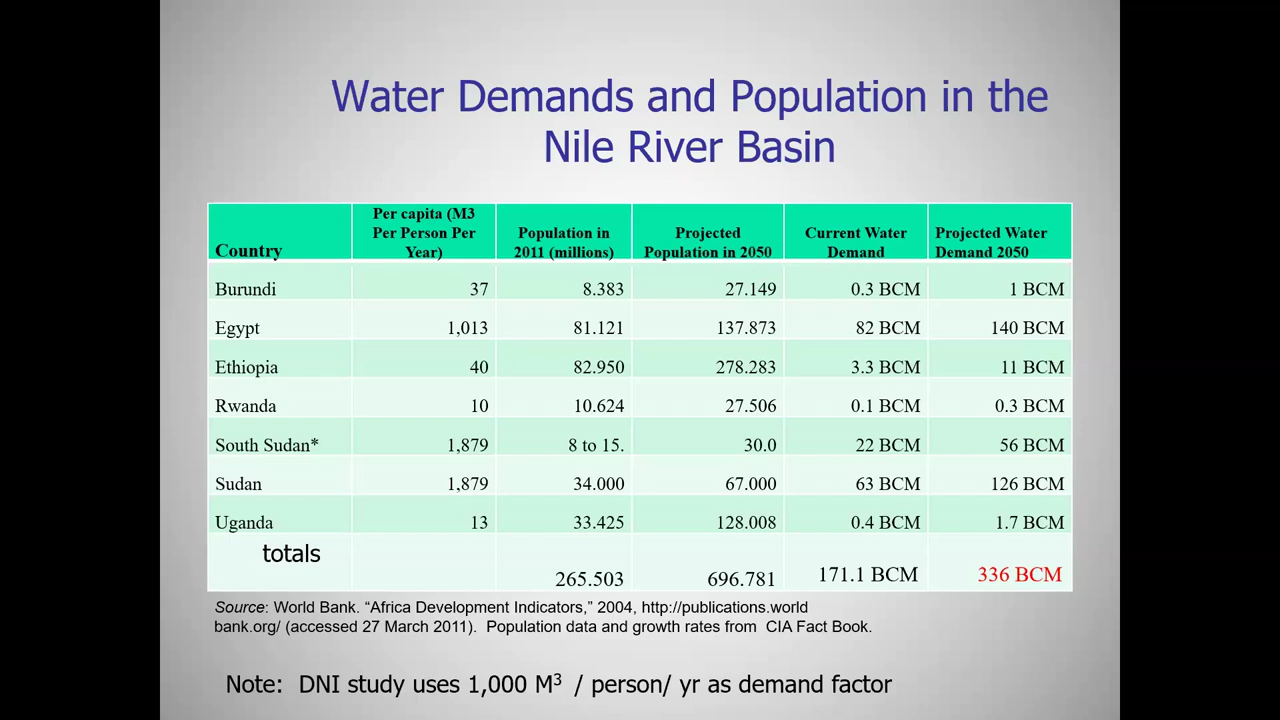 Water Demands and Population in the
Nile River Basin
Country Per capita (M3 Per Person Per Year) Population in 2011 (millions) Projected Population in 2050 Current Water Demand Projected Water Demand 2050
Burundi 37 8.383 27.149 0.3 BCM 1 BCM
Egypt 1,013 81.121 137.873 82 BCM 140 BCM
Ethiopia 40 82.950 278.283 3.3 BCM 11 BCM
Rwanda 10 10.624 27.506 0.1 BCM 0.3 BCM
South Sudan* 1,879 8 to 15. 30.0 22 BCM 56 BCM
Sudan 1,879 34.000 67.000 63 BCM 126 BCM
Uganda 13 33.425 128.008 0.4 BCM 1.7 BCM
totals 265.503 696.781 171.1 BCM 336 BCM
Source: World Bank. “Africa Development Indicators,” 2004, http://publications.world
bank.org/ (accessed 27 March 2011). Population data and growth rates from CIA Fact Book.
Note: DNI study uses 1,000 M³ / person/ yr as demand factor